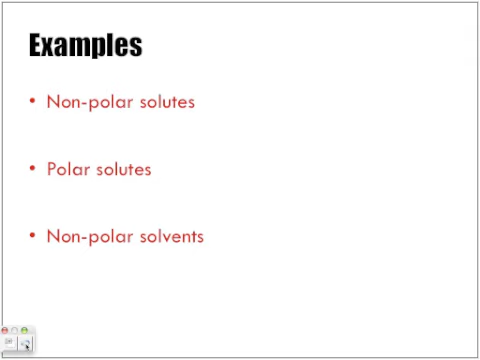 Examples
• Non-polar solutes
• Polar solutes
• Non-polar solvents